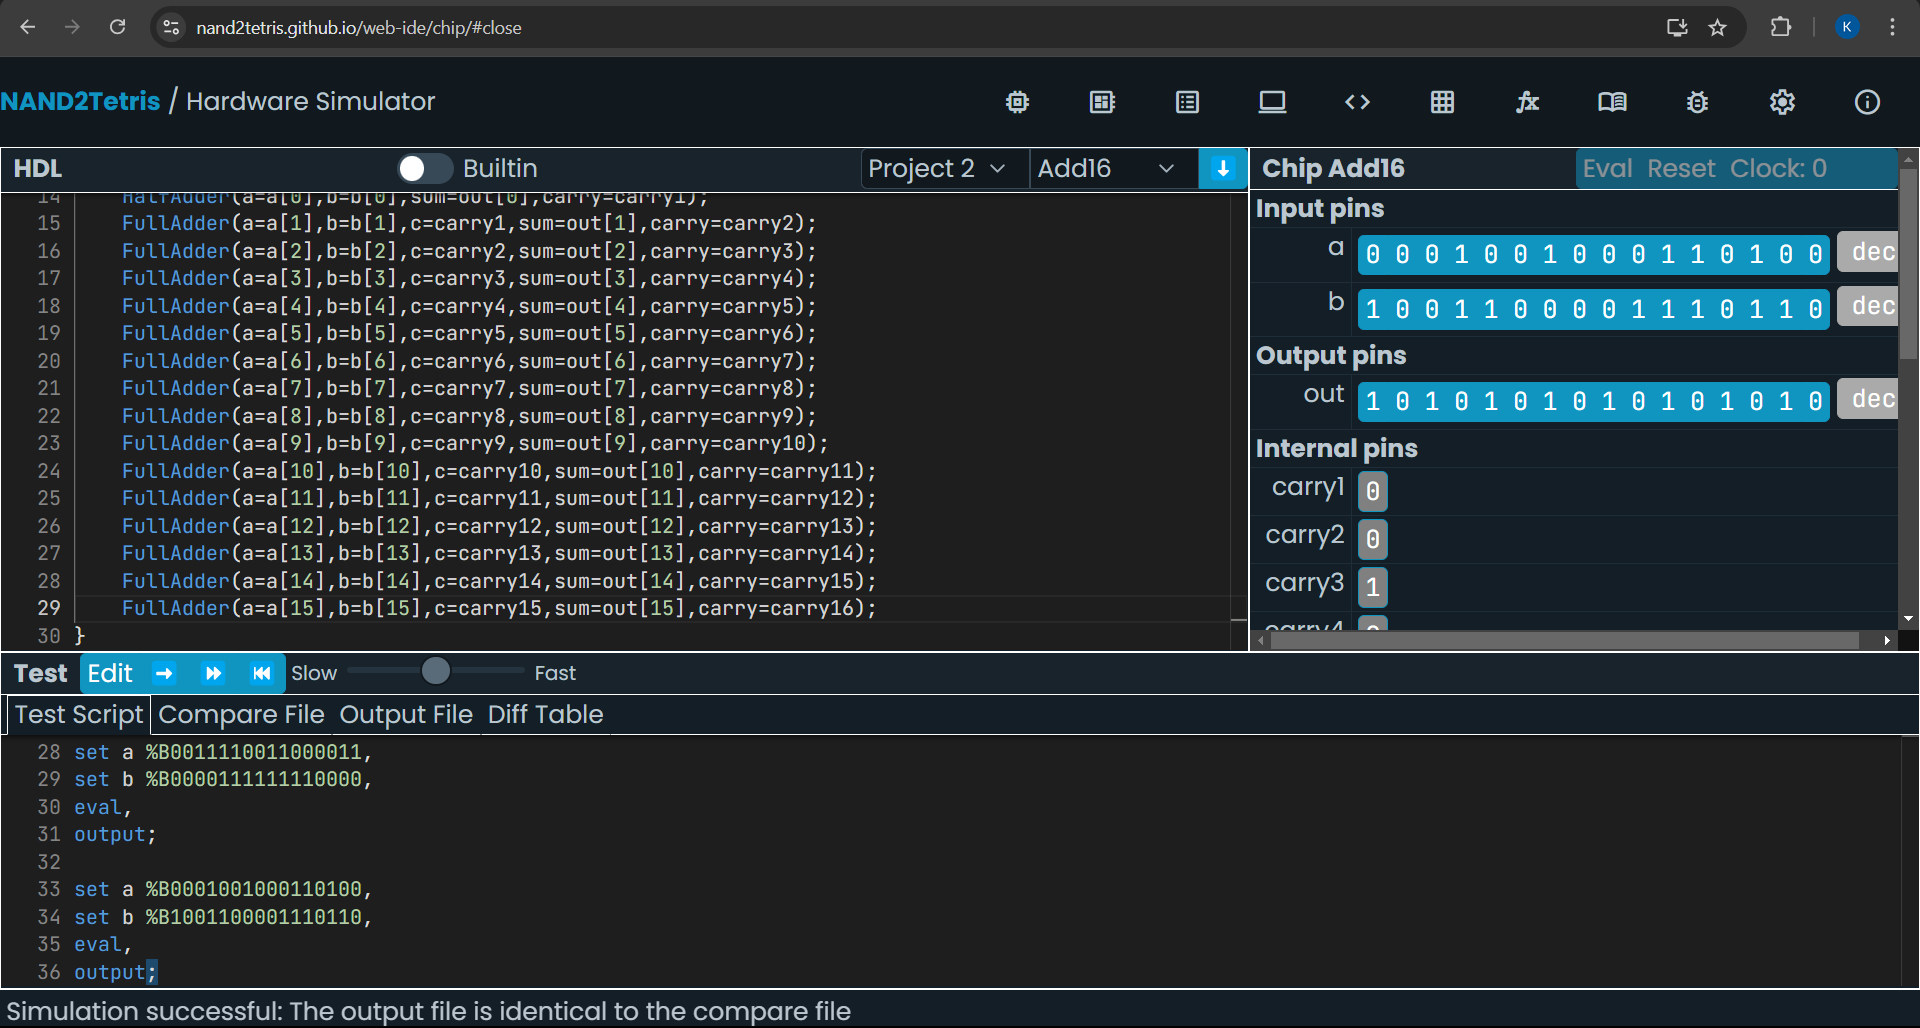 nand2tetris.github.io/web-ide/chip/#close
K
NAND2Tetris / Hardware Simulator
HDL
Builtin
Project 2
Add16
14 HalfAdder(a=a[0],b=b[0],sum=out[0],carry=carry1);
15 FullAdder(a=a[1],b=b[1],c=carry1,sum=out[1],carry=carry2);
16 FullAdder(a=a[2],b=b[2],c=carry2,sum=out[2],carry=carry3);
17 FullAdder(a=a[3],b=b[3],c=carry3,sum=out[3],carry=carry4);
18 FullAdder(a=a[4],b=b[4],c=carry4,sum=out[4],carry=carry5);
19 FullAdder(a=a[5],b=b[5],c=carry5,sum=out[5],carry=carry6);
20 FullAdder(a=a[6],b=b[6],c=carry6,sum=out[6],carry=carry7);
21 FullAdder(a=a[7],b=b[7],c=carry7,sum=out[7],carry=carry8);
22 FullAdder(a=a[8],b=b[8],c=carry8,sum=out[8],carry=carry9);
23 FullAdder(a=a[9],b=b[9],c=carry9,sum=out[9],carry=carry10);
24 FullAdder(a=a[10],b=b[10],c=carry10,sum=out[10],carry=carry11);
25 FullAdder(a=a[11],b=b[11],c=carry11,sum=out[11],carry=carry12);
26 FullAdder(a=a[12],b=b[12],c=carry12,sum=out[12],carry=carry13);
27 FullAdder(a=a[13],b=b[13],c=carry13,sum=out[13],carry=carry14);
28 FullAdder(a=a[14],b=b[14],c=carry14,sum=out[14],carry=carry15);
29 FullAdder(a=a[15],b=b[15],c=carry15,sum=out[15],carry=carry16);
30 }
Chip Add16
Eval Reset Clock: 0
Input pins
a 0 0 0 1 0 0 1 0 0 0 1 1 0 1 0 0 dec
b 1 0 0 1 1 0 0 0 0 1 1 1 0 1 1 0 dec
Output pins
out 1 0 1 0 1 0 1 0 1 0 1 0 1 0 1 0 dec
Internal pins
carry1 0
carry2 0
carry3 1
carry4 0
Test Edit Slow Fast
Test Script Compare File Output File Diff Table
28 set a %B0011110011000011,
29 set b %B0000111111110000,
30 eval,
31 output;
32
33 set a %B0001001000110100,
34 set b %B1001100001110110,
35 eval,
36 output;
Simulation successful: The output file is identical to the compare file